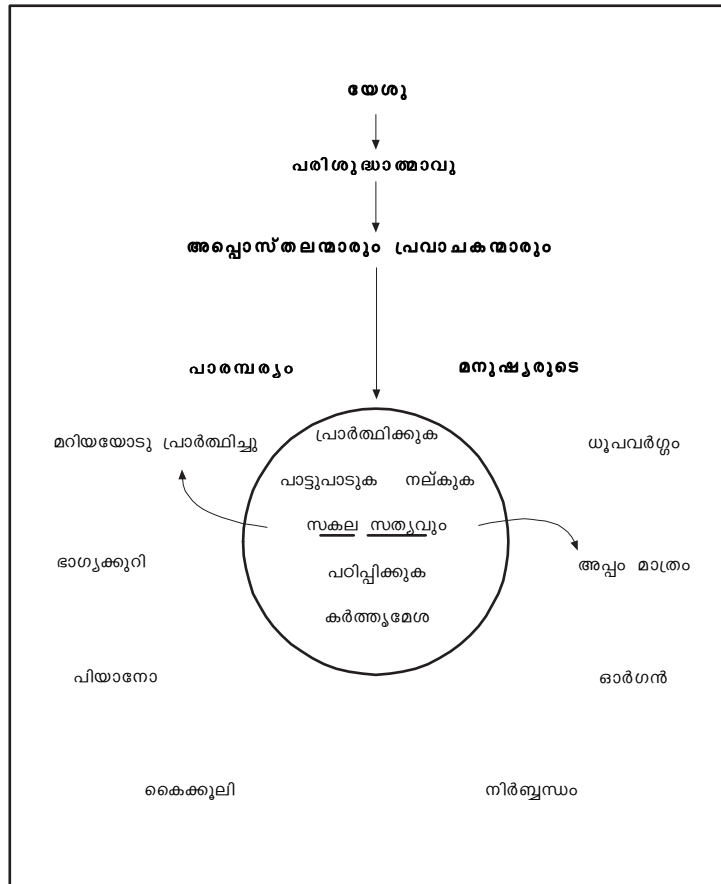 യേശു
പരിശുദ്ധാത്മാവു
അപ്പൊസ്തലന്മാരും പ്രവാചകന്മാരും
പാരമ്പര്യം മനുഷ്യരുടെ
മറിയയോടു പ്രാർത്ഥിച്ചു പ്രാർത്ഥിക്കുക ധൂപവർഗ്ഗം
പാട്ടുപാടുക നല്കുക
സകല സത്യവും
ഭാഗ്യക്കുറി പഠിപ്പിക്കുക അപ്പം മാത്രം
കർത്തൃമേശ
പിയാനോ ഓർഗൻ
കൈക്കൂലി നിർബ്ബന്ധം